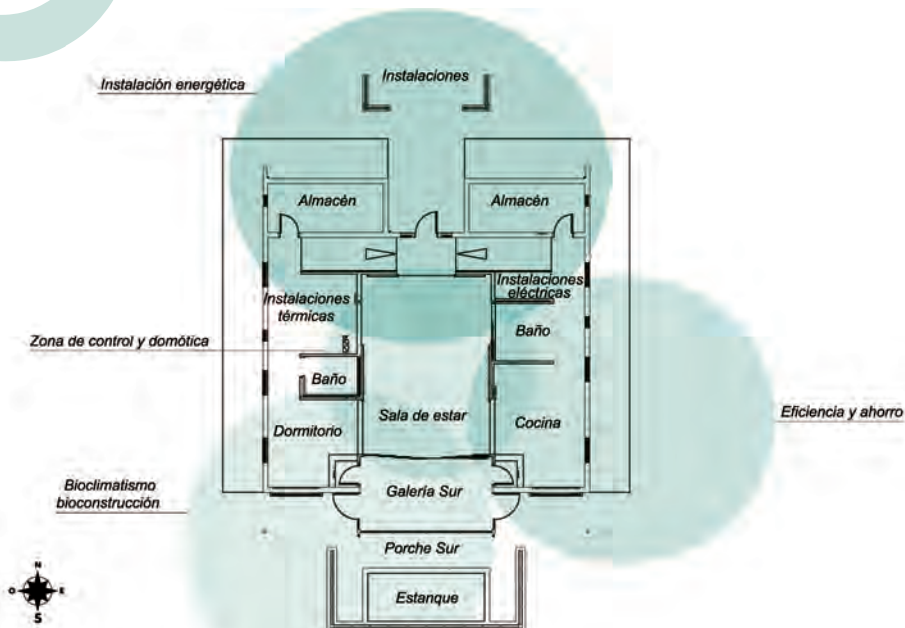 Instalaciones
Instalación energética
Almacén
Almacén
Instalaciones
eléctricas
Instalaciones
térmicas
Baño
Zona de control y domótica
Baño
Sala de estar
Eficiencia y ahorro
Cocina
Dormitorio
Bioclimatismo
bioconstrucción
Galería Sur
Porche Sur
Estanque
N
O
E
S